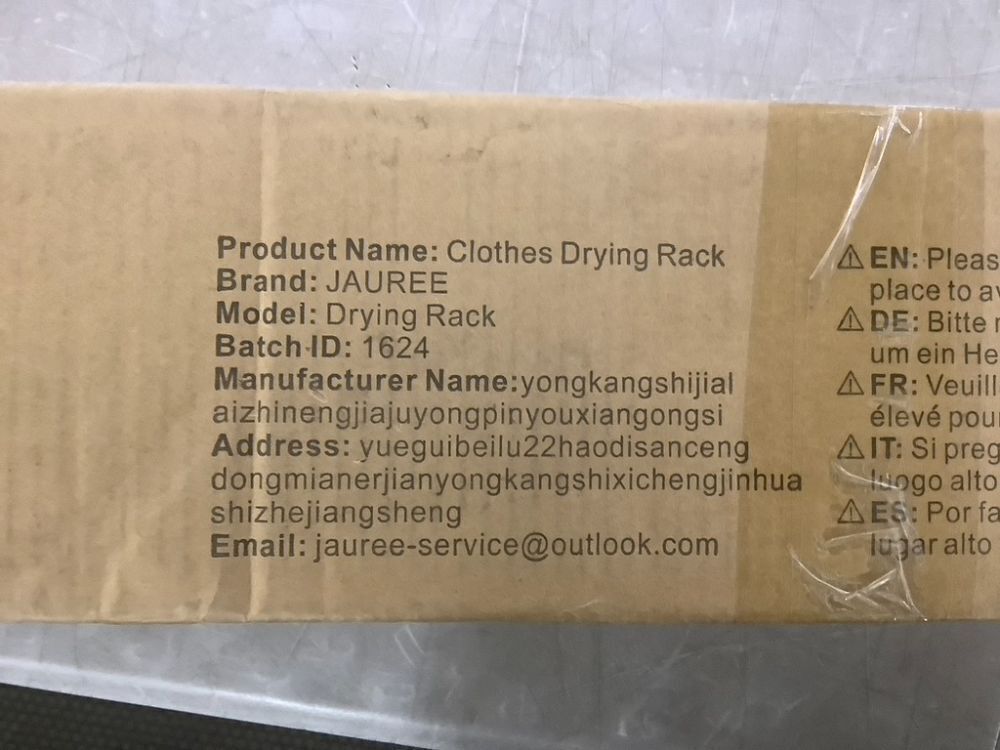 Product Name: Clothes Drying Rack
Brand: JAUREE
Model: Drying Rack
Batch ID: 1624
Manufacturer Name:yongkangshijial
aizhinengjiajuyongpinyouxiangongsi
Address: yueguibeilu22haodisanceng
dongmianerjianyongkangshixichengjinhua
shizhejiangsheng
Email: jauree-service@outlook.com
⚠ EN: Pleas
place to av
⚠ DE: Bitte
um ein He
⚠ FR: Veuill
élevé pour
⚠ IT: Si preg
luogo alto
⚠ ES: Por fa
lugar alto